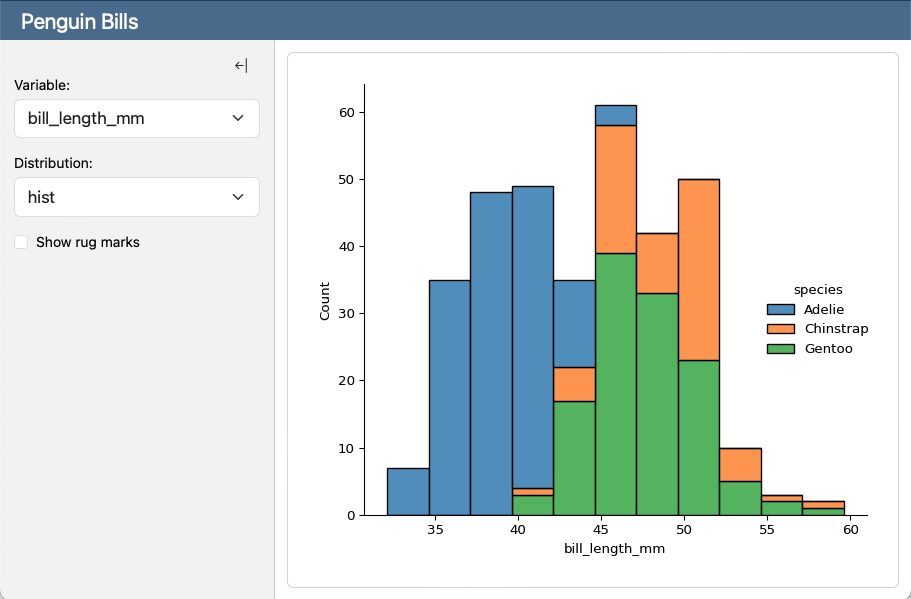 Penguin Bills
Variable:
bill_length_mm
Distribution:
hist
Show rug marks
60
50
40
30
20
10
0
Count
35 40 45 50 55 60
bill_length_mm
species
Adelie
Chinstrap
Gentoo